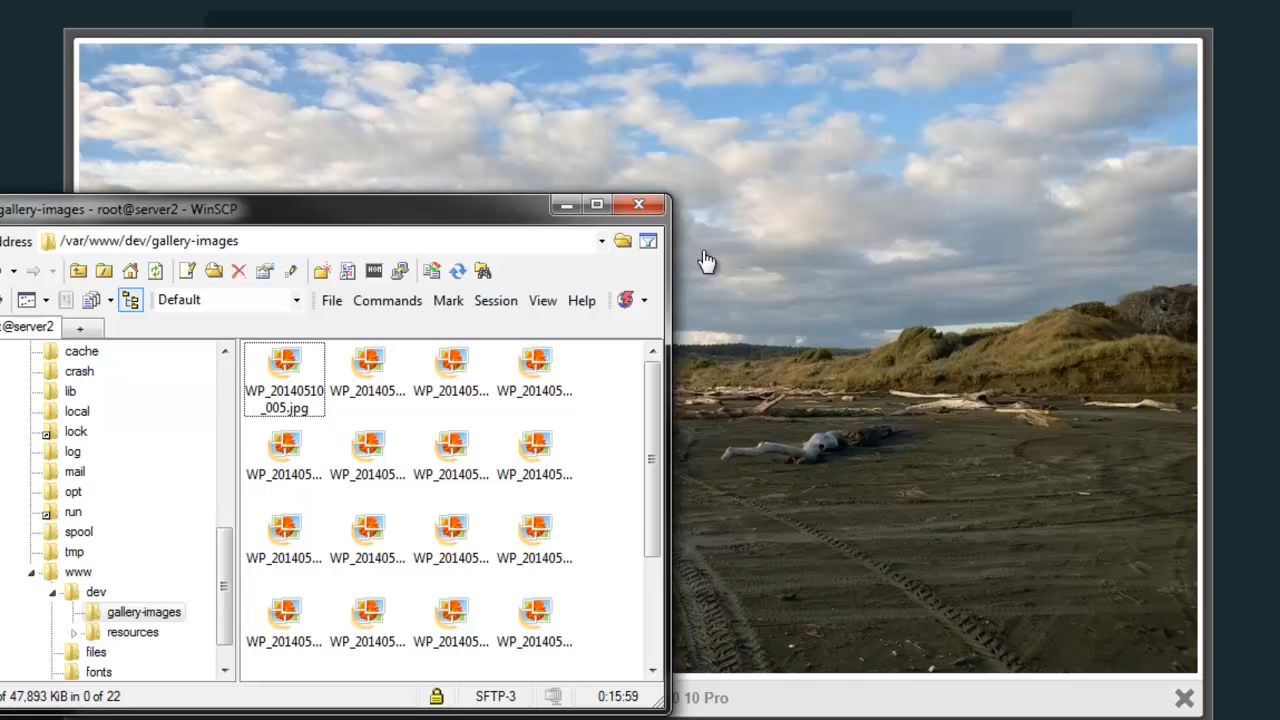 gallery-images - root@server2 - WinSCP
ddress /var/www/dev/gallery-images
Default File Commands Mark Session View Help
t@server2 +
cache
crash
lib
local
lock
log
mail
opt
run
spool
tmp
www
dev
gallery-images
resources
files
fonts
WP_20140510
_005.jpg
WP_201405... WP_201405... WP_201405...
WP_201405... WP_201405... WP_201405... WP_201405...
WP_201405... WP_201405... WP_201405... WP_201405...
WP_201405... WP_201405... WP_201405... WP_201405...
of 47,893 KiB in 0 of 22 SFTP-3 0:15:59
0 10 Pro